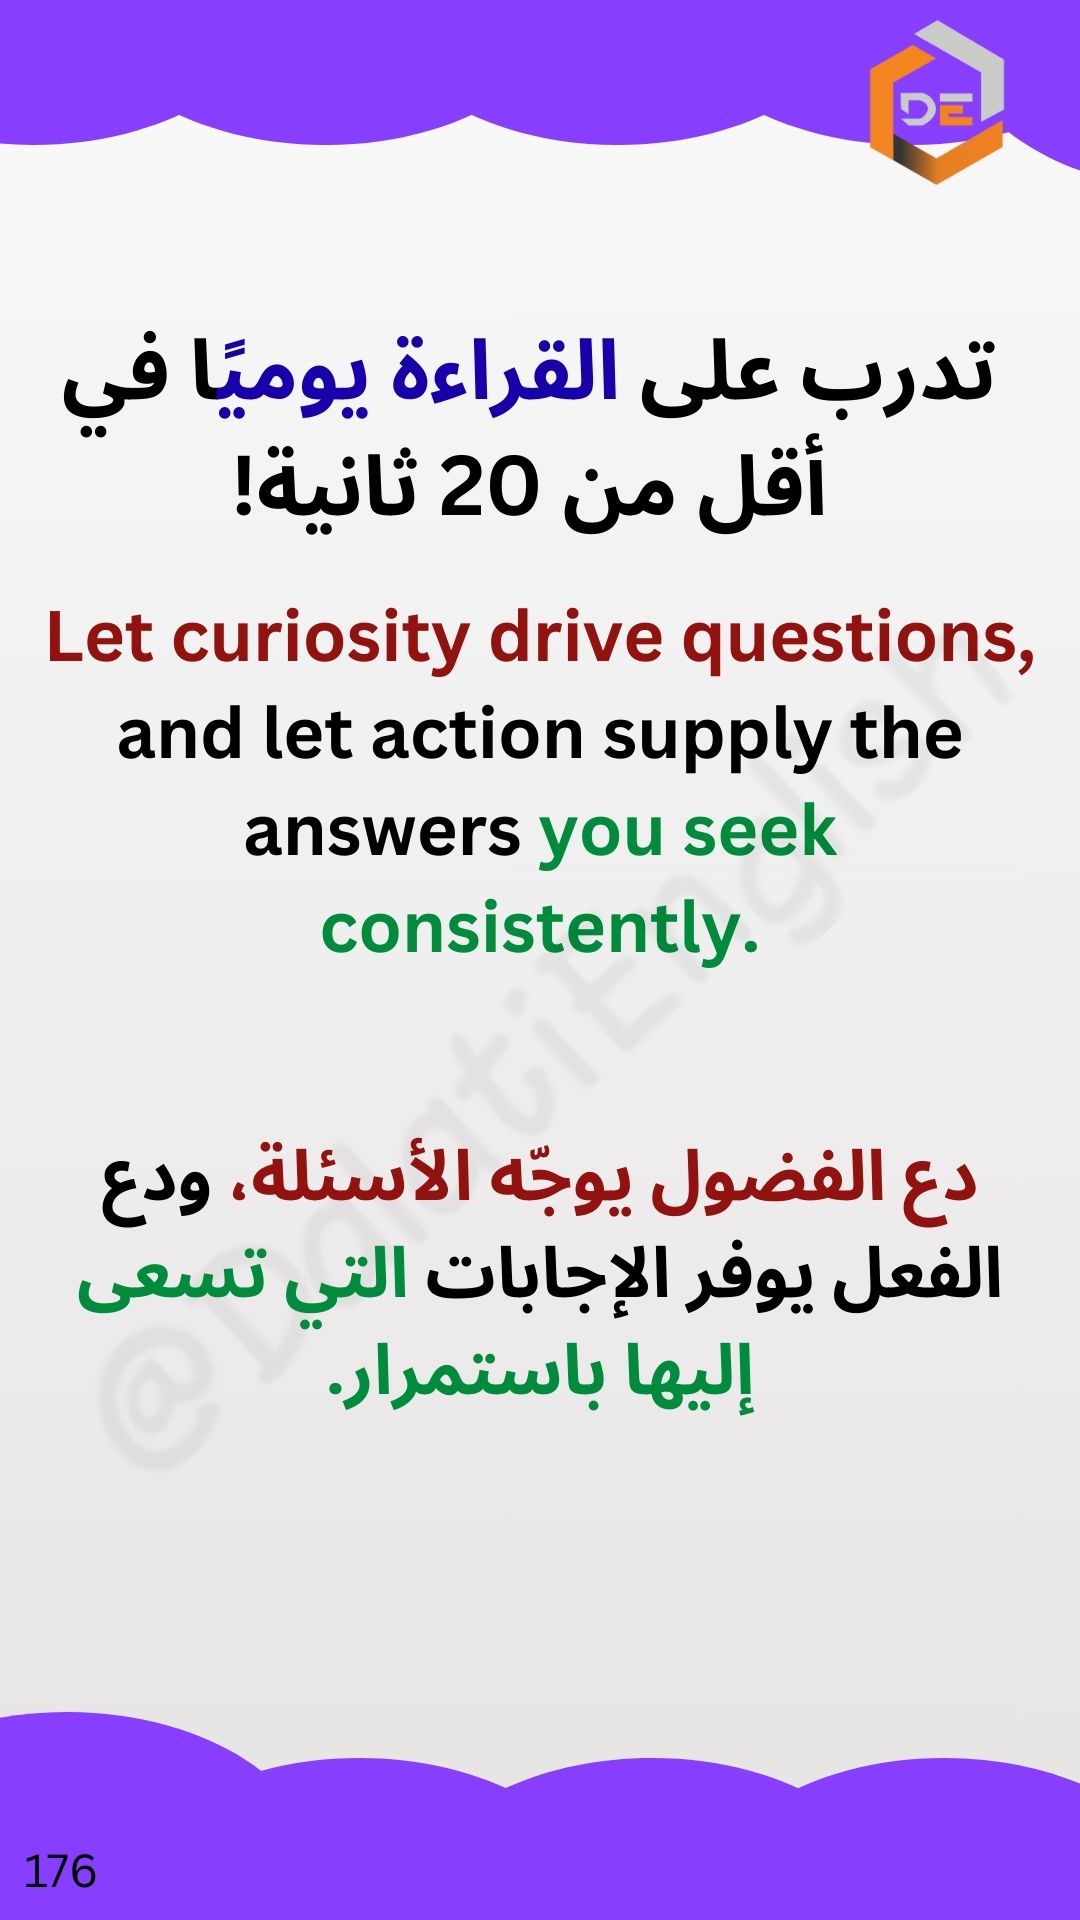 DE
تدرب على القراءة يوميًا في
أقل من 20 ثانية!
Let curiosity drive questions,
and let action supply the
answers you seek
consistently.
دع الفضول يوجّه الأسئلة، ودع
الفعل يوفر الإجابات التي تسعى
إليها باستمرار.
@DdatiEnglish
176